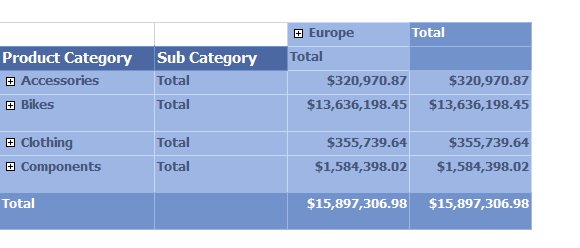 Europe Total
Product Category Sub Category Total
Accessories Total $320,970.87 $320,970.87
Bikes Total $13,636,198.45 $13,636,198.45
Clothing Total $355,739.64 $355,739.64
Components Total $1,584,398.02 $1,584,398.02
Total $15,897,306.98 $15,897,306.98